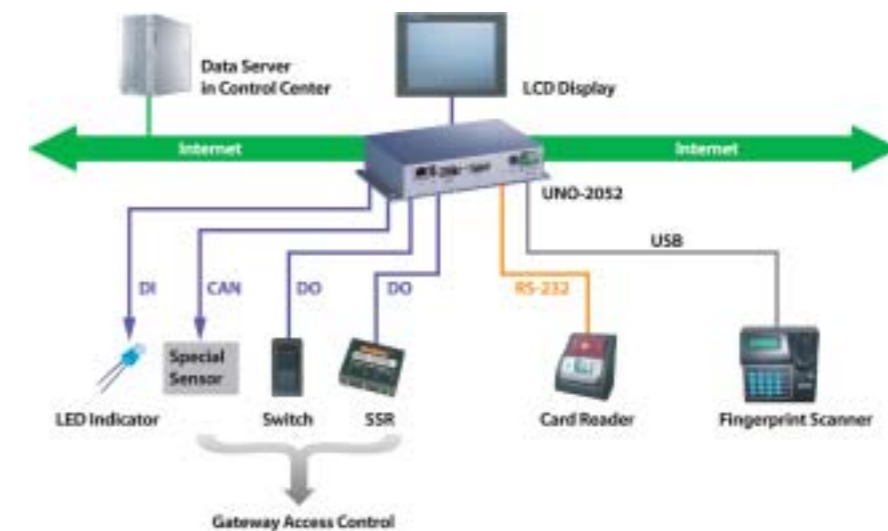 Data Server
in Control Center
LCD Display
Internet
Internet
UNO-2052
USB
DI
CAN
DO
DO
RS-232
Special
Sensor
LED Indicator
Switch
SSR
Card Reader
Fingerprint Scanner
Gateway Access Control